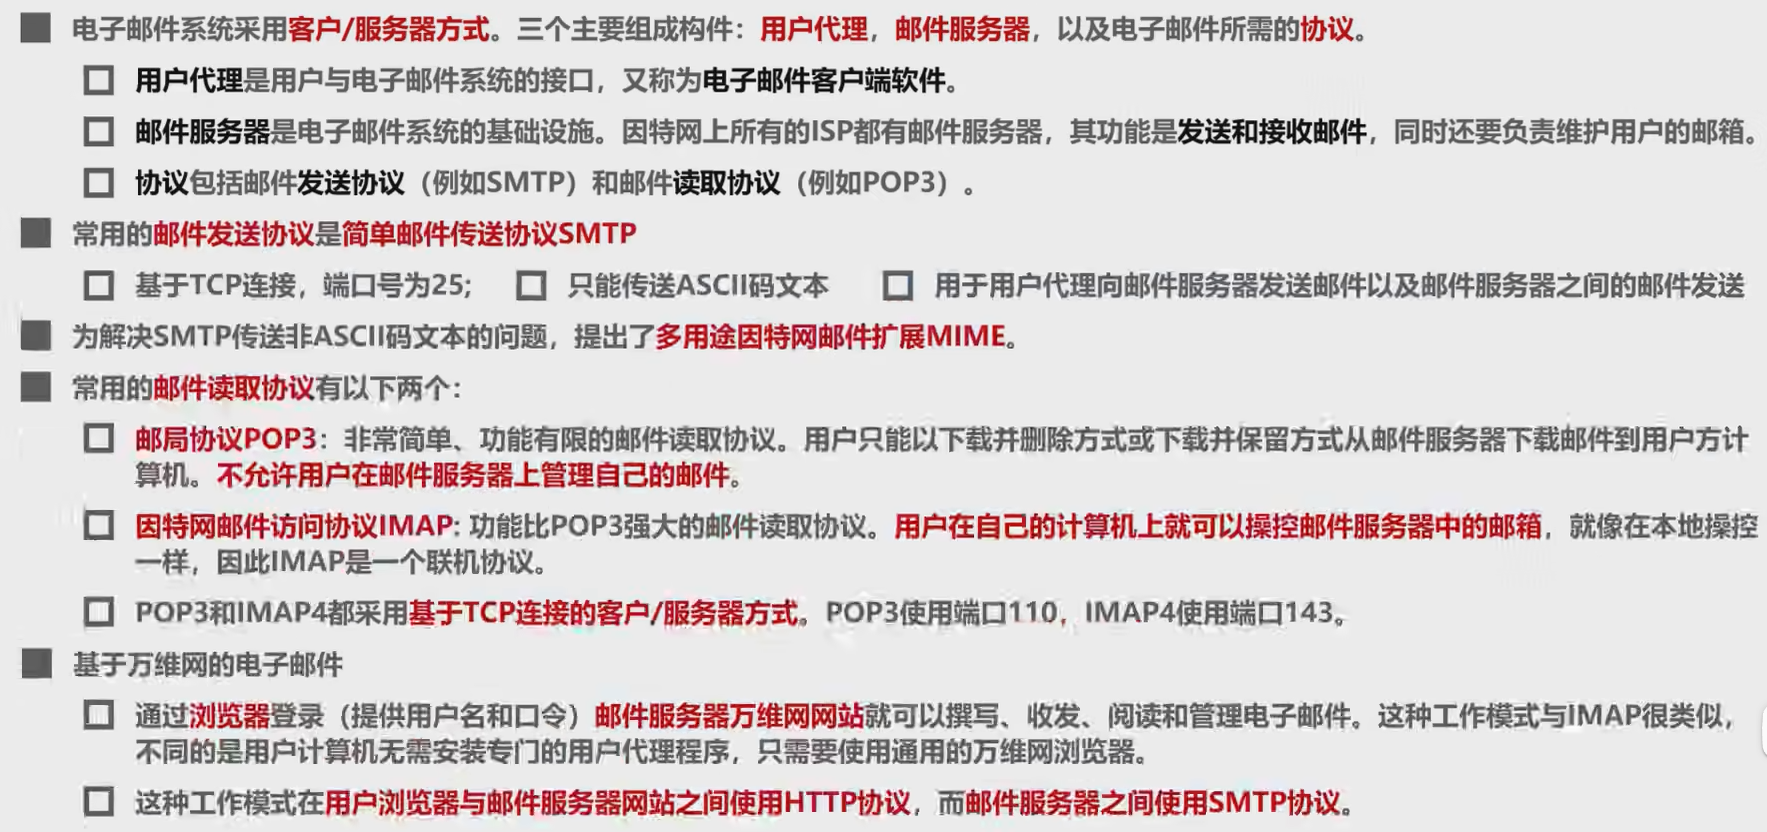 电子邮件系统采用客户/服务器方式。三个主要组成构件：用户代理，邮件服务器，以及电子邮件所需的协议。
用户代理是用户与电子邮件系统的接口，又称为电子邮件客户端软件。
邮件服务器是电子邮件系统的基础设施。因特网上所有的ISP都有邮件服务器，其功能是发送和接收邮件，同时还要负责维护用户的邮箱。
协议包括邮件发送协议（例如SMTP）和邮件读取协议（例如POP3）。
常用的邮件发送协议是简单邮件传送协议SMTP
基于TCP连接，端口号为25; 只能传送ASCII码文本 用于用户代理向邮件服务器发送邮件以及邮件服务器之间的邮件发送
为解决SMTP传送非ASCII码文本的问题，提出了多用途因特网邮件扩展MIME。
常用的邮件读取协议有以下两个：
邮局协议POP3：非常简单、功能有限的邮件读取协议。用户只能以下载并删除方式或下载并保留方式从邮件服务器下载邮件到用户方计
算机。不允许用户在邮件服务器上管理自己的邮件。
因特网邮件访问协议IMAP: 功能比POP3强大的邮件读取协议。用户在自己的计算机上就可以操控邮件服务器中的邮箱，就像在本地操控
一样，因此IMAP是一个联机协议。
POP3和IMAP4都采用基于TCP连接的客户/服务器方式。POP3使用端口110，IMAP4使用端口143。
基于万维网的电子邮件
通过浏览器登录（提供用户名和口令）邮件服务器万维网网站就可以撰写、收发、阅读和管理电子邮件。这种工作模式与IMAP很类似，
不同的是用户计算机无需安装专门的用户代理程序，只需要使用通用的万维网浏览器。
这种工作模式在用户浏览器与邮件服务器网站之间使用HTTP协议，而邮件服务器之间使用SMTP协议。